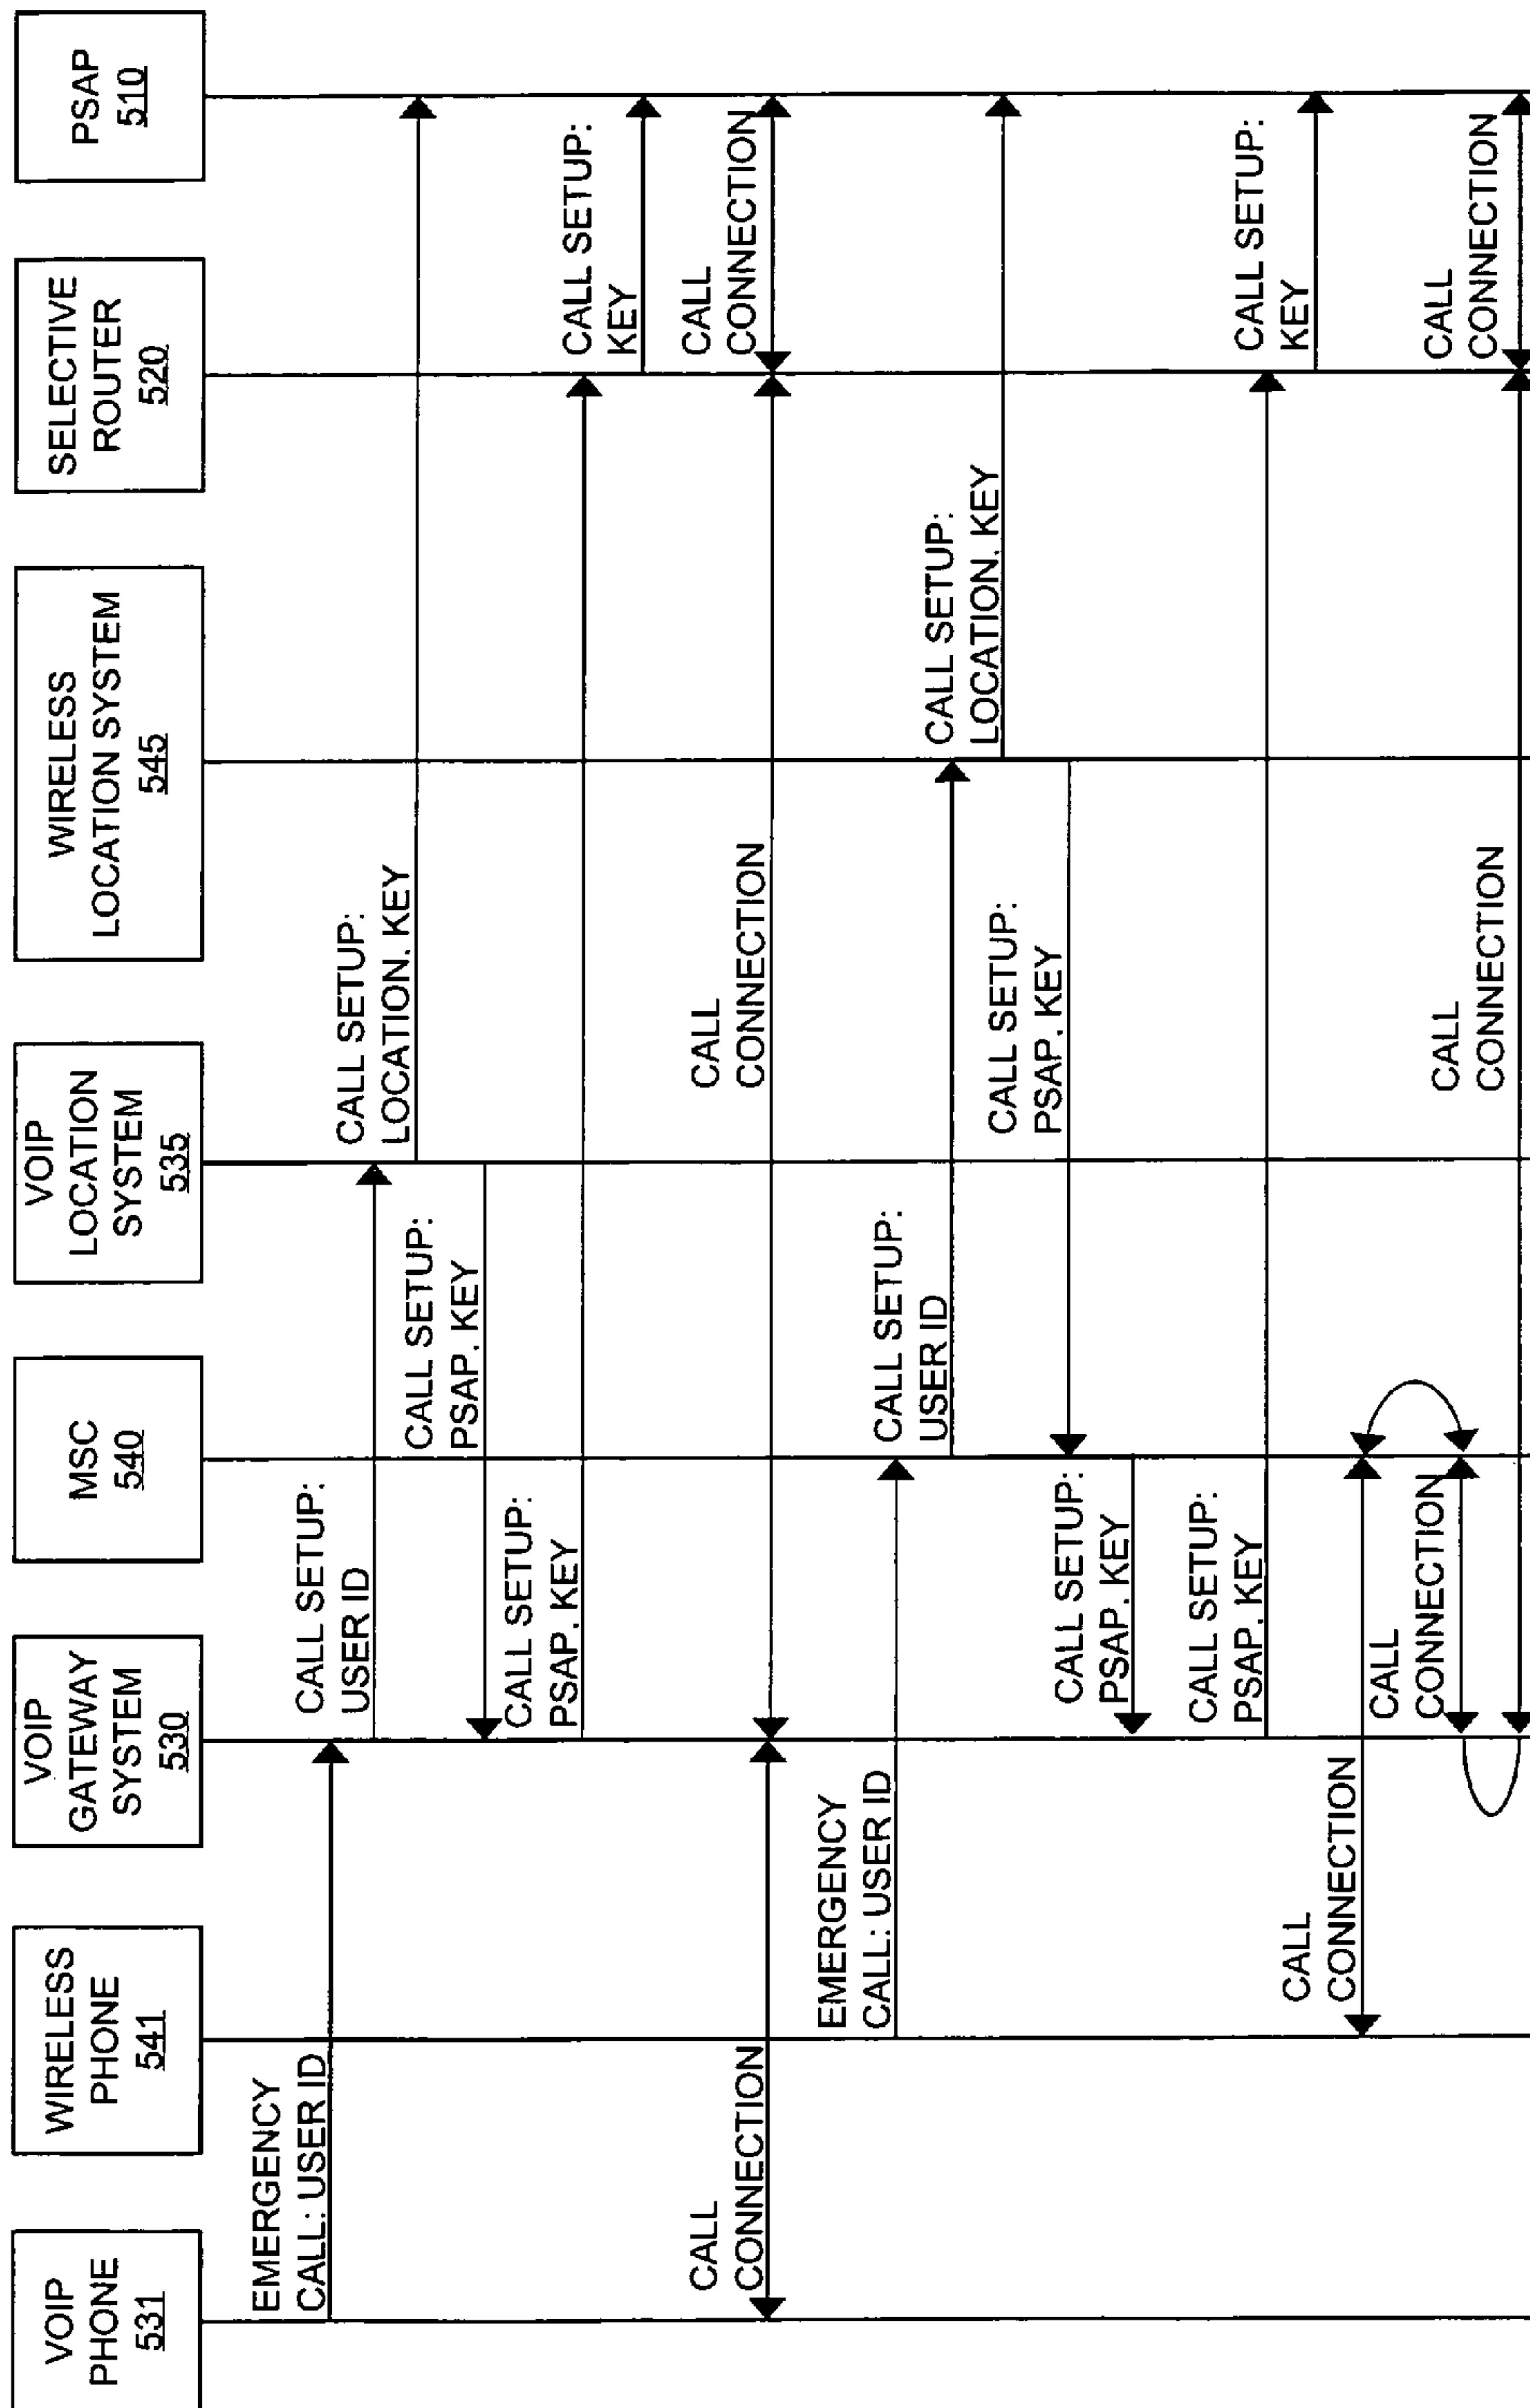 VOIP
PHONE
531
WIRELESS
PHONE
541
VOIP
GATEWAY
SYSTEM
530
MSC
540
VOIP
LOCATION
SYSTEM
535
WIRELESS
LOCATION SYSTEM
545
SELECTIVE
ROUTER
520
PSAP
510
EMERGENCY
CALL: USER ID
CALL SETUP:
USER ID
CALL SETUP:
LOCATION, KEY
CALL SETUP:
PSAP, KEY
CALL SETUP:
PSAP, KEY
CALL SETUP:
KEY
CALL
CONNECTION
CALL
CONNECTION
CALL
CONNECTION
EMERGENCY
CALL: USER ID
CALL SETUP:
USER ID
CALL SETUP:
LOCATION, KEY
CALL SETUP:
PSAP, KEY
CALL SETUP:
PSAP, KEY
CALL SETUP:
PSAP, KEY
CALL SETUP:
KEY
CALL
CONNECTION
CALL
CONNECTION
CALL
CONNECTION
CALL
CONNECTION